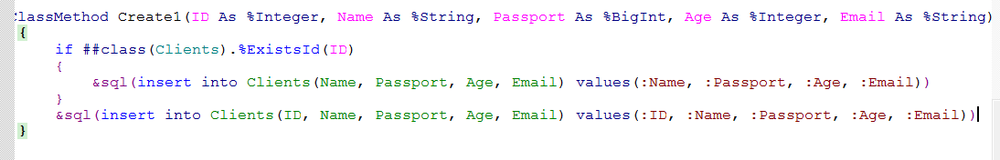 lassMethod Create1(ID As %Integer, Name As %String, Passport As %BigInt, Age As %Integer, Email As %String)
{
if ##class(Clients).%ExistsId(ID)
{
&sql(insert into Clients(Name, Passport, Age, Email) values(:Name, :Passport, :Age, :Email))
}
&sql(insert into Clients(ID, Name, Passport, Age, Email) values(:ID, :Name, :Passport, :Age, :Email))
}